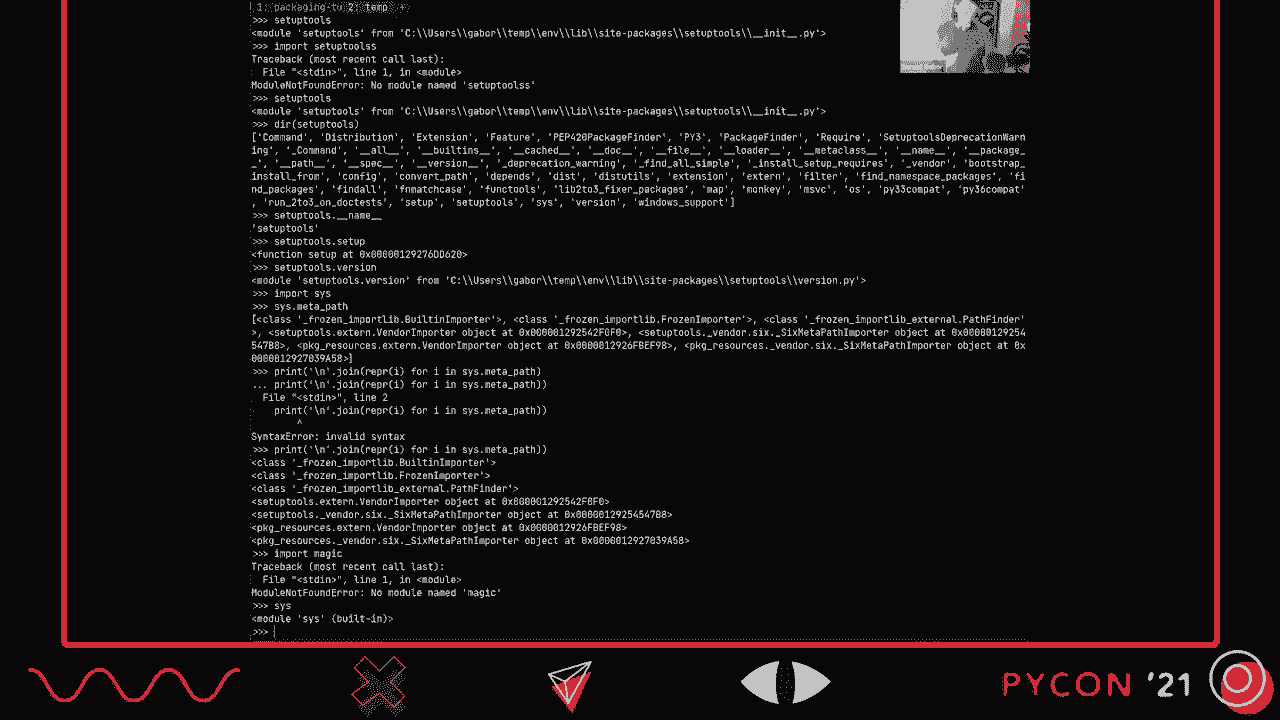 1: packaging-tu 2: temp +
>>> setuptools
<module 'setuptools' from 'C:\\Users\\gabor\\temp\\env\\lib\\site-packages\\setuptools\\__init__.py'>
>>> import setuptoolss
Traceback (most recent call last):
  File "<stdin>", line 1, in <module>
ModuleNotFoundError: No module named 'setuptoolss'
>>> setuptools
<module 'setuptools' from 'C:\\Users\\gabor\\temp\\env\\lib\\site-packages\\setuptools\\__init__.py'>
>>> dir(setuptools)
['Command', 'Distribution', 'Extension', 'Feature', 'PEP420PackageFinder', 'PY3', 'PackageFinder', 'Require', 'SetuptoolsDeprecationWarn
ing', '_Command', '__all__', '__builtins__', '__cached__', '__doc__', '__file__', '__loader__', '__metaclass__', '__name__', '__package_
_', '__path__', '__spec__', '__version__', '_deprecation_warning', '_find_all_simple', '_install_setup_requires', '_vendor', 'bootstrap_
install_from', 'config', 'convert_path', 'depends', 'dist', 'distutils', 'extension', 'extern', 'filter', 'find_namespace_packages', 'fi
nd_packages', 'findall', 'fnmatchcase', 'functools', 'lib2to3_fixer_packages', 'map', 'monkey', 'msvc', 'os', 'py33compat', 'py36compat'
, 'run_2to3_on_doctests', 'setup', 'setuptools', 'sys', 'version', 'windows_support']
>>> setuptools.__name__
'setuptools'
>>> setuptools.setup
<function setup at 0x00000129276DD620>
>>> setuptools.version
<module 'setuptools.version' from 'C:\\Users\\gabor\\temp\\env\\lib\\site-packages\\setuptools\\version.py'>
>>> import sys
>>> sys.meta_path
[<class '_frozen_importlib.BuiltinImporter'>, <class '_frozen_importlib.FrozenImporter'>, <class '_frozen_importlib_external.PathFinder'
>, <setuptools.extern.VendorImporter object at 0x000001292542F0F0>, <setuptools._vendor.six._SixMetaPathImporter object at 0x00000012925​4
547B8>, <pkg_resources.extern.VendorImporter object at 0x0000012926FBEF98>, <pkg_resources._vendor.six._SixMetaPathImporter object at 0x
0000012927039A58>]
>>> print('\n'.join(repr(i) for i in sys.meta_path)
... print('\n'.join(repr(i) for i in sys.meta_path))
  File "<stdin>", line 2
    print('\n'.join(repr(i) for i in sys.meta_path))
        ^
SyntaxError: invalid syntax
>>> print('\n'.join(repr(i) for i in sys.meta_path))
<class '_frozen_importlib.BuiltinImporter'>
<class '_frozen_importlib.FrozenImporter'>
<class '_frozen_importlib_external.PathFinder'>
<setuptools.extern.VendorImporter object at 0x000001292542F0F0>
<setuptools._vendor.six._SixMetaPathImporter object at 0x00000129254547B8>
<pkg_resources.extern.VendorImporter object at 0x0000012926FBEF98>
<pkg_resources._vendor.six._SixMetaPathImporter object at 0x0000012927039A58>
>>> import magic
Traceback (most recent call last):
  File "<stdin>", line 1, in <module>
ModuleNotFoundError: No module named 'magic'
>>> sys
<module 'sys' (built-in)>
>>>
PYCON '21